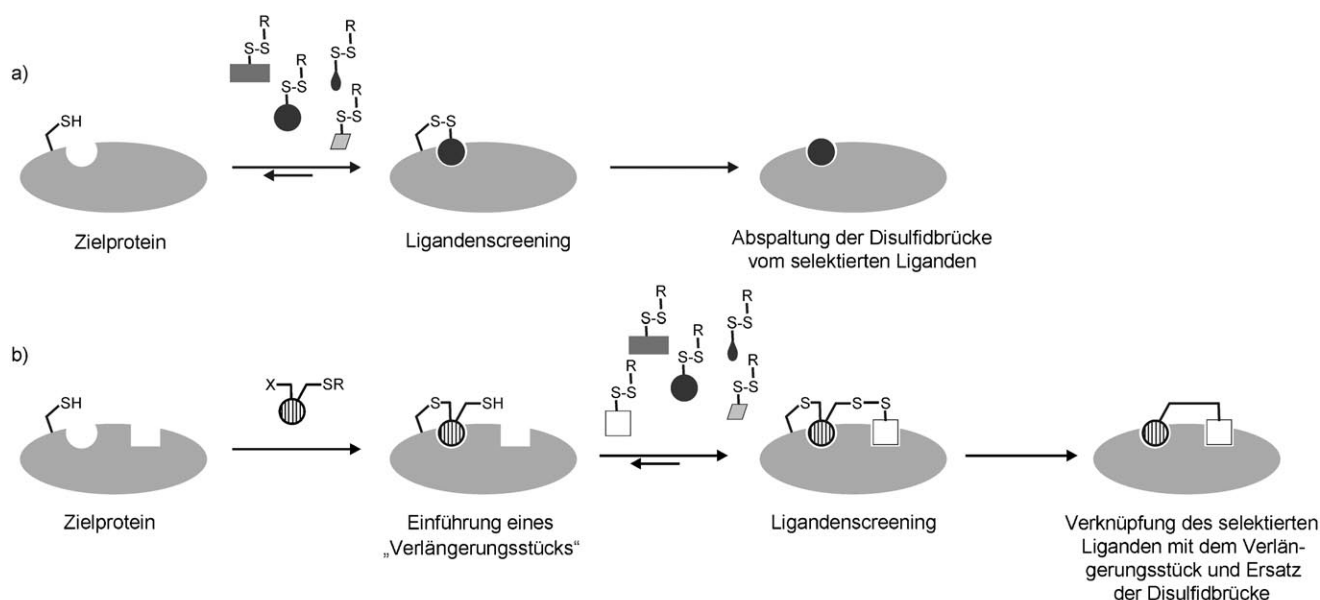 a)
R
S-S
R
S-S
R
S-S
R
S-S
SH
S-S
Zielprotein
Ligandenscreening
Abspaltung der Disulfidbrücke
vom selektierten Liganden
b)
R
S-S
R
S-S
R
S-S
R
S-S
R
S-S
SH
X
SR
S
SH
S
S
S
Zielprotein
Einführung eines
„Verlängerungsstücks“
Ligandenscreening
Verknüpfung des selektierten
Liganden mit dem Verlän-
gerungsstück und Ersatz
der Disulfidbrücke